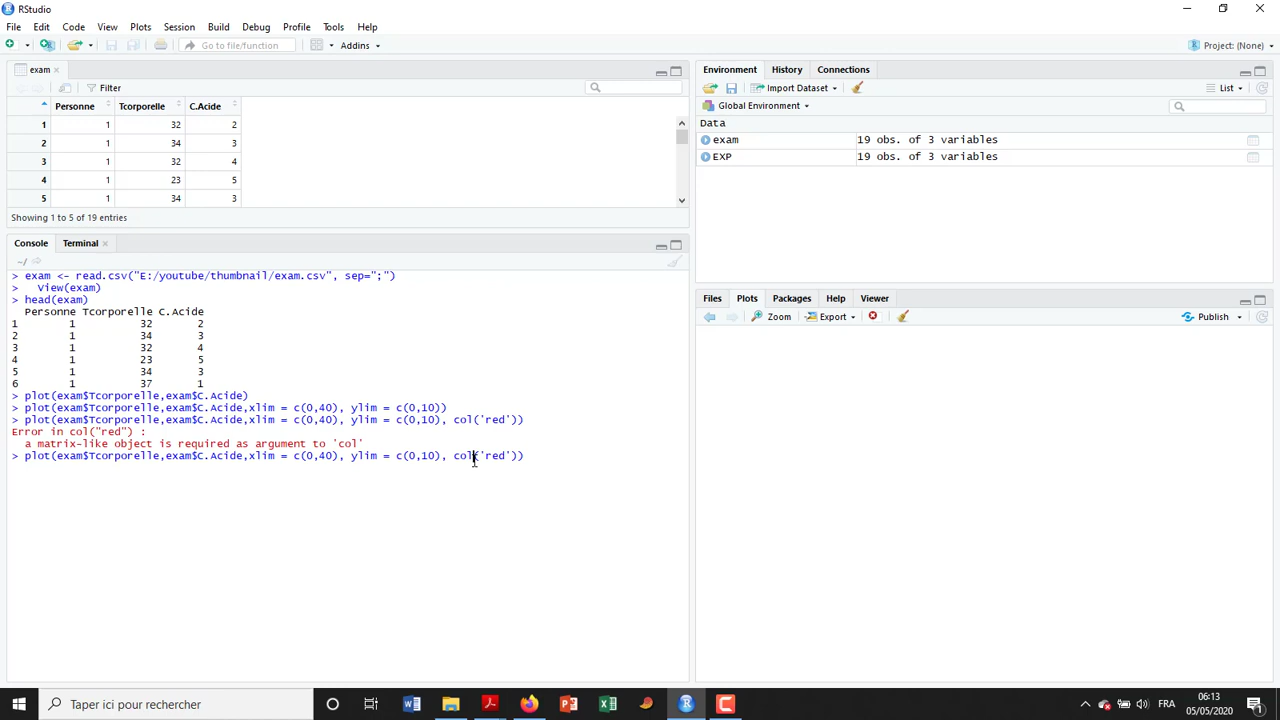 RStudio
File Edit Code View Plots Session Build Debug Profile Tools Help
Go to file/function Addins Project: (None)
exam
Filter
Personne Tcorporelle C.Acide
1 1 32 2
2 1 34 3
3 1 32 4
4 1 23 5
5 1 34 3
Showing 1 to 5 of 19 entries
Console Terminal
~/
> exam <- read.csv("E:/youtube/thumbnail/exam.csv", sep=";")
> View(exam)
> head(exam)
Personne Tcorporelle C.Acide
1 1 32 2
2 1 34 3
3 1 32 4
4 1 23 5
5 1 34 3
6 1 37 1
> plot(exam$Tcorporelle,exam$C.Acide)
> plot(exam$Tcorporelle,exam$C.Acide,xlim = c(0,40), ylim = c(0,10))
> plot(exam$Tcorporelle,exam$C.Acide,xlim = c(0,40), ylim = c(0,10), col('red'))
Error in col("red") :
a matrix-like object is required as argument to 'col'
> plot(exam$Tcorporelle,exam$C.Acide,xlim = c(0,40), ylim = c(0,10), col('red'))
Environment History Connections
Import Dataset List
Global Environment
Data
exam 19 obs. of 3 variables
EXP 19 obs. of 3 variables
Files Plots Packages Help Viewer
Zoom Export Publish
Taper ici pour rechercher
FRA
06:13
05/05/2020
1